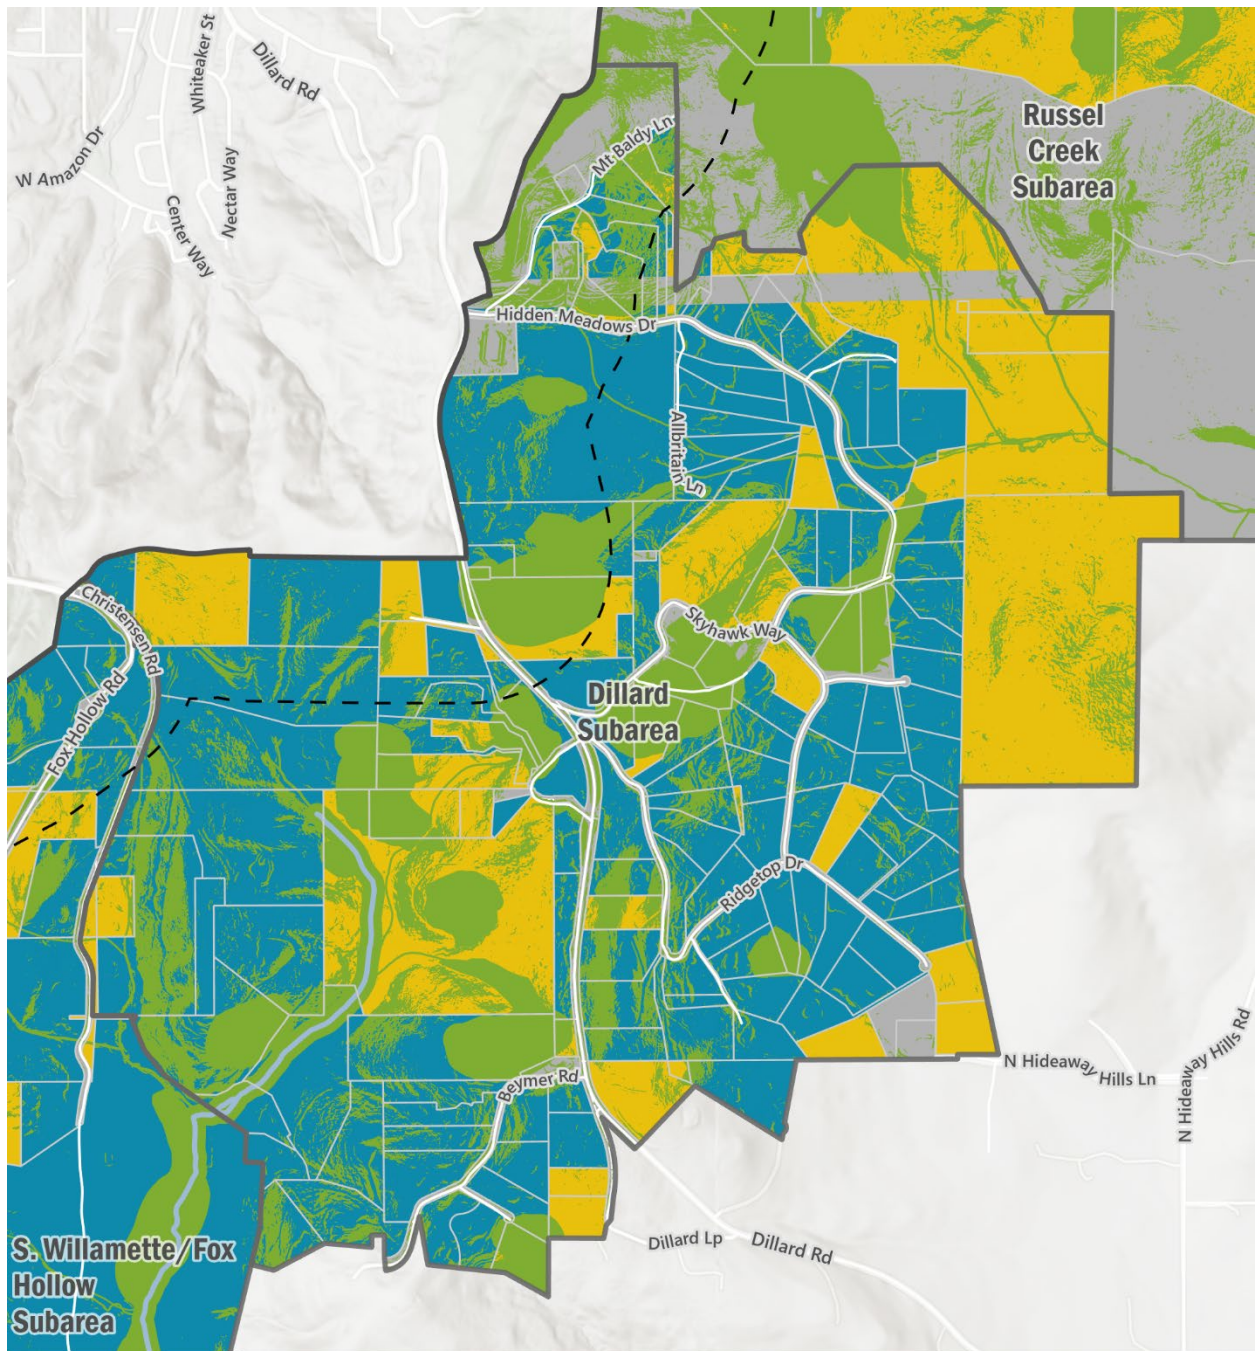 Whiteaker St
Dillard Rd
W Amazon Dr
Nectar Way
Center Way
Mt Baldy Ln
Russel
Creek
Subarea
Hidden Meadows Dr
Allbritain Ln
Christensen Rd
Fox Hollow Rd
Skyhawk Way
Dillard
Subarea
Ridgetop Dr
Beymer Rd
N Hideaway Hills Ln
N Hideaway Hills Rd
S. Willamette/Fox
Hollow
Subarea
Dillard Lp
Dillard Rd